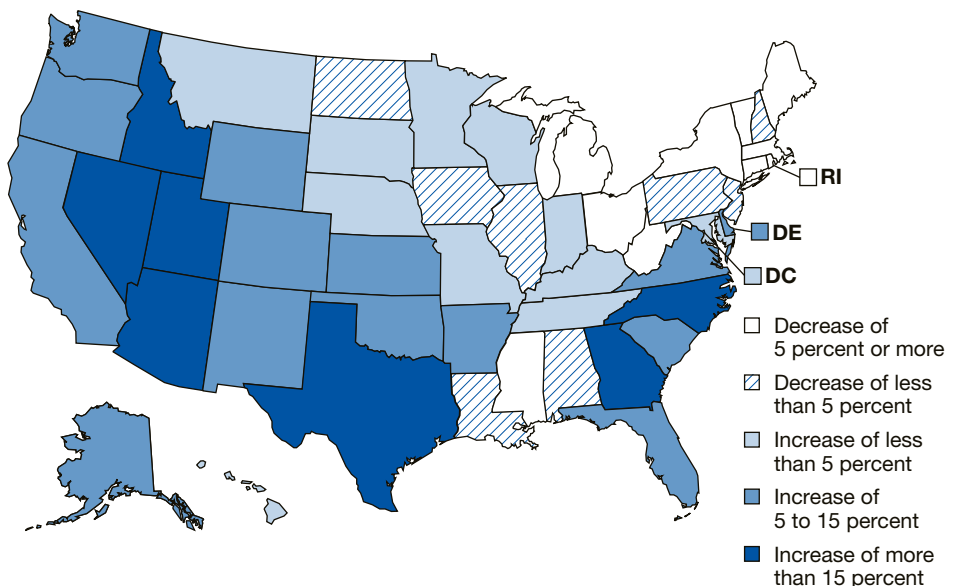 RI
DE
DC
Decrease of
5 percent or more
Decrease of less
than 5 percent
Increase of less
than 5 percent
Increase of
5 to 15 percent
Increase of more
than 15 percent